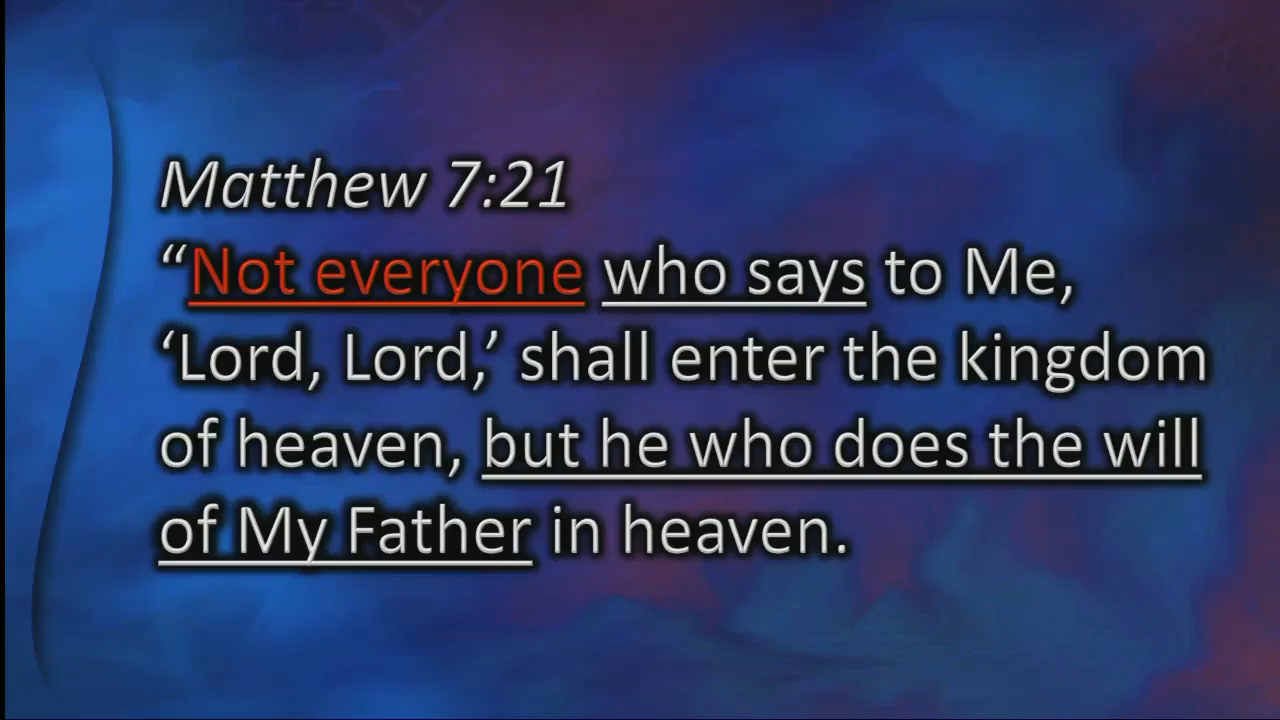 Matthew 7:21
“Not everyone who says to Me,
‘Lord, Lord,’ shall enter the kingdom
of heaven, but he who does the will
of My Father in heaven.